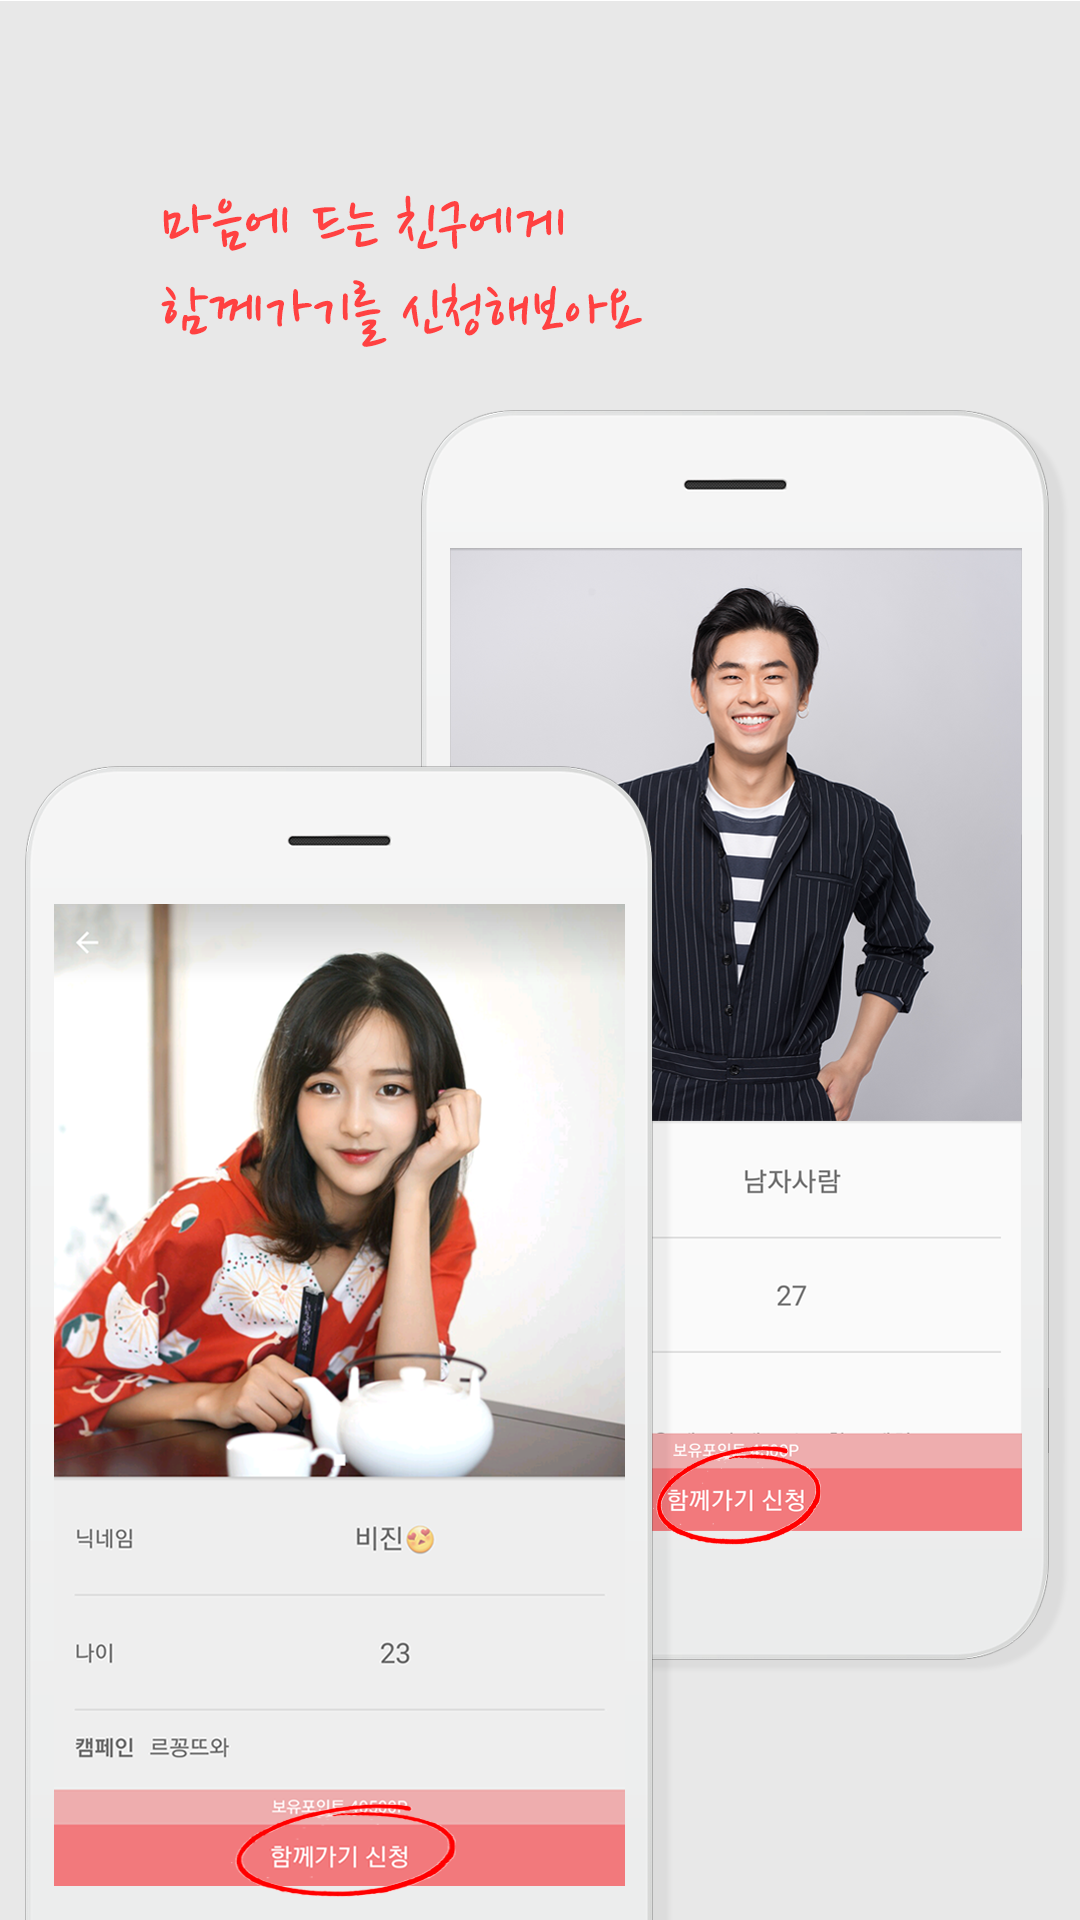 마음에 드는 친구에게
함께가기를 신청해보아요
남자사람
27
보유포인트
함께가기 신청
닉네임 비진😍
나이 23
캠페인 르꽁뜨와
보유포인트
함께가기 신청